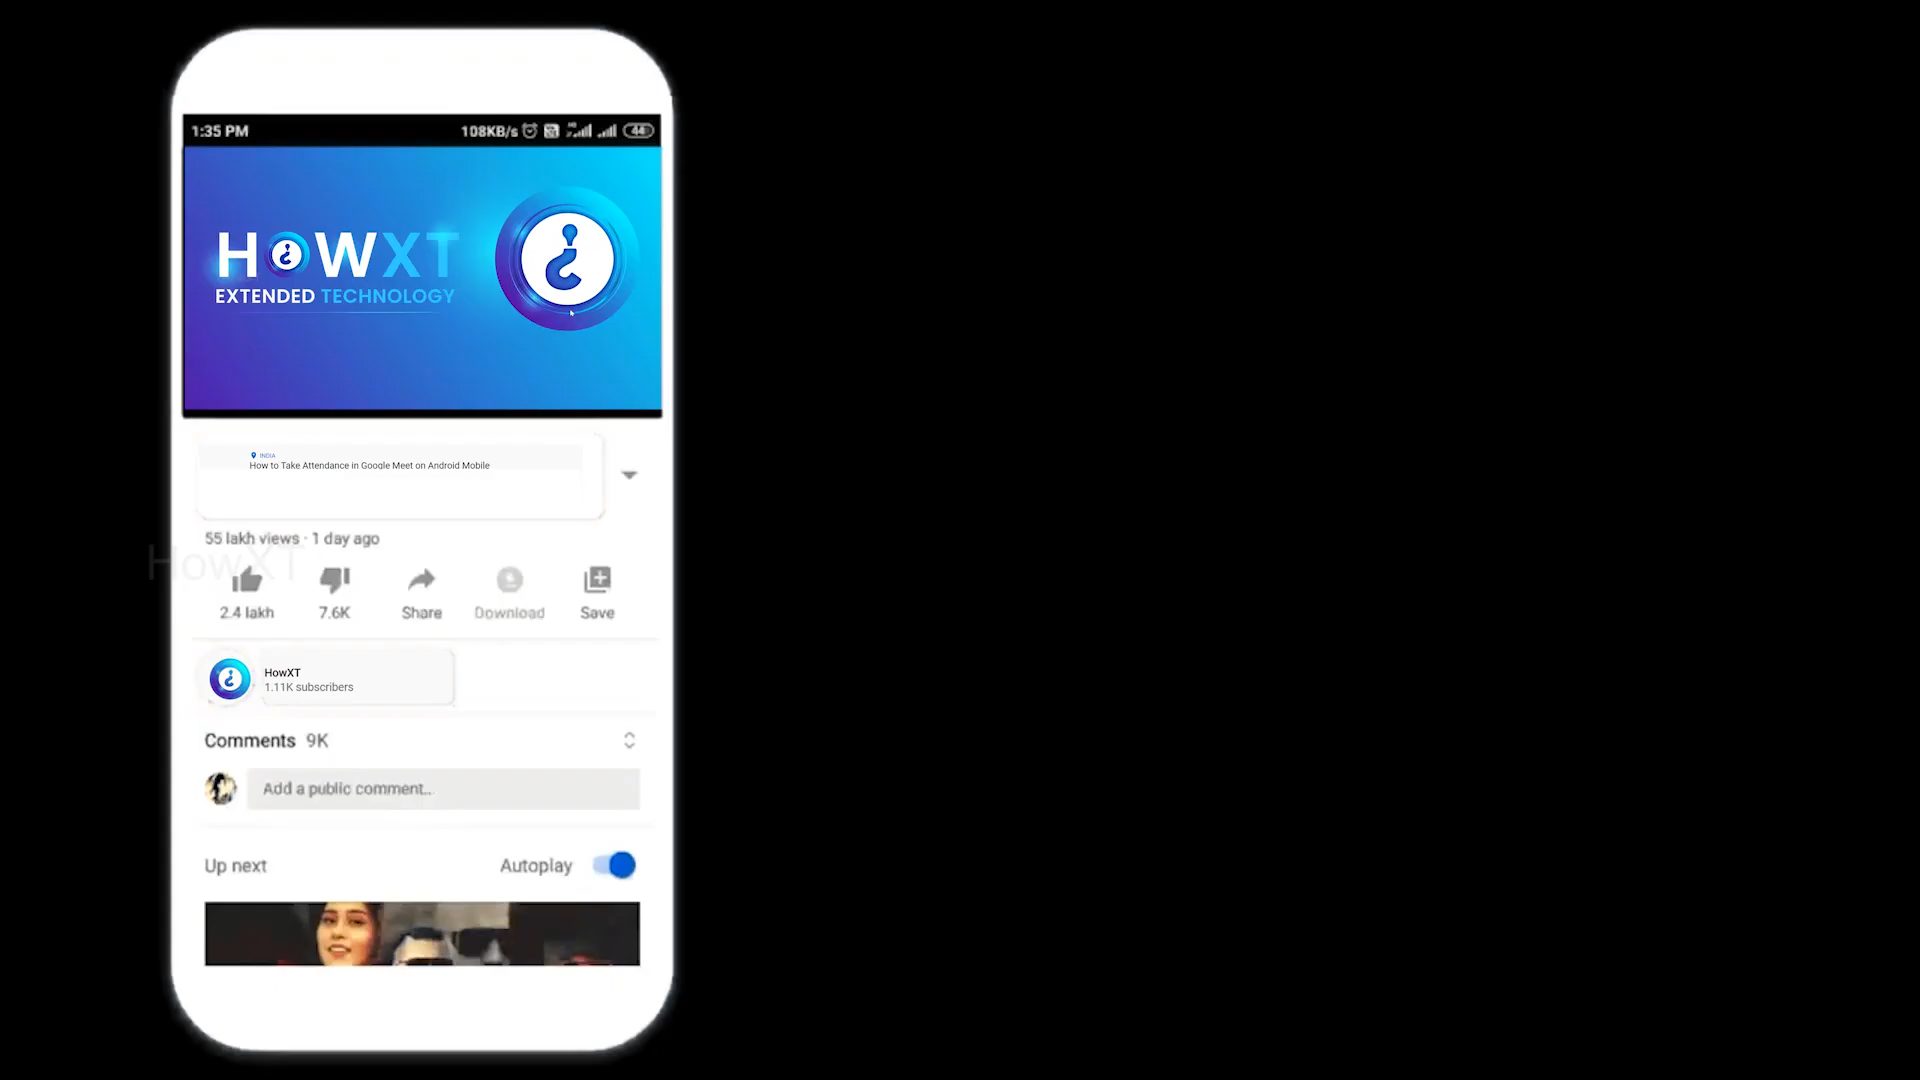 1:35 PM 108KB/s 44
HOWXT
EXTENDED TECHNOLOGY
INDIA
How to Take Attendance in Google Meet on Android Mobile
55 lakh views · 1 day ago
HowXT
2.4 lakh 7.6K Share Download Save
HowXT
1.11K subscribers
Comments 9K
Add a public comment...
Up next Autoplay